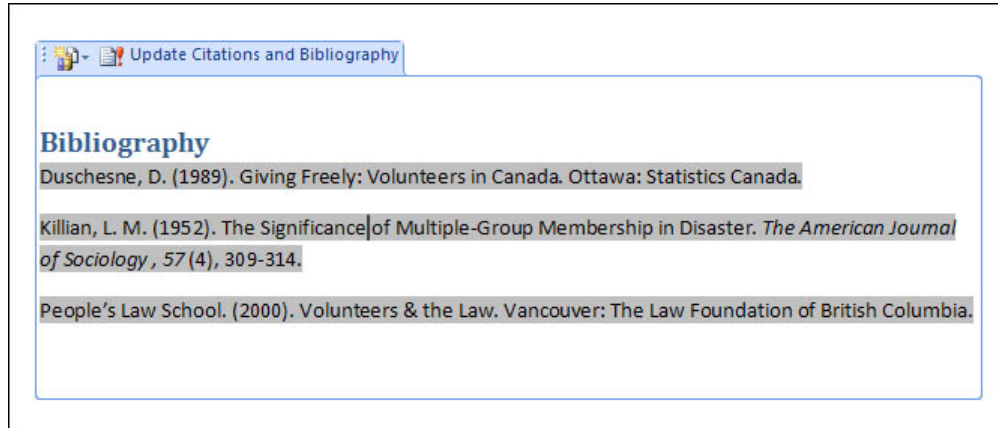 Update Citations and Bibliography
Bibliography
Duschesne, D. (1989). Giving Freely: Volunteers in Canada. Ottawa: Statistics Canada.
Killian, L. M. (1952). The Significance of Multiple-Group Membership in Disaster. The American Journal
of Sociology , 57 (4), 309-314.
People’s Law School. (2000). Volunteers & the Law. Vancouver: The Law Foundation of British Columbia.